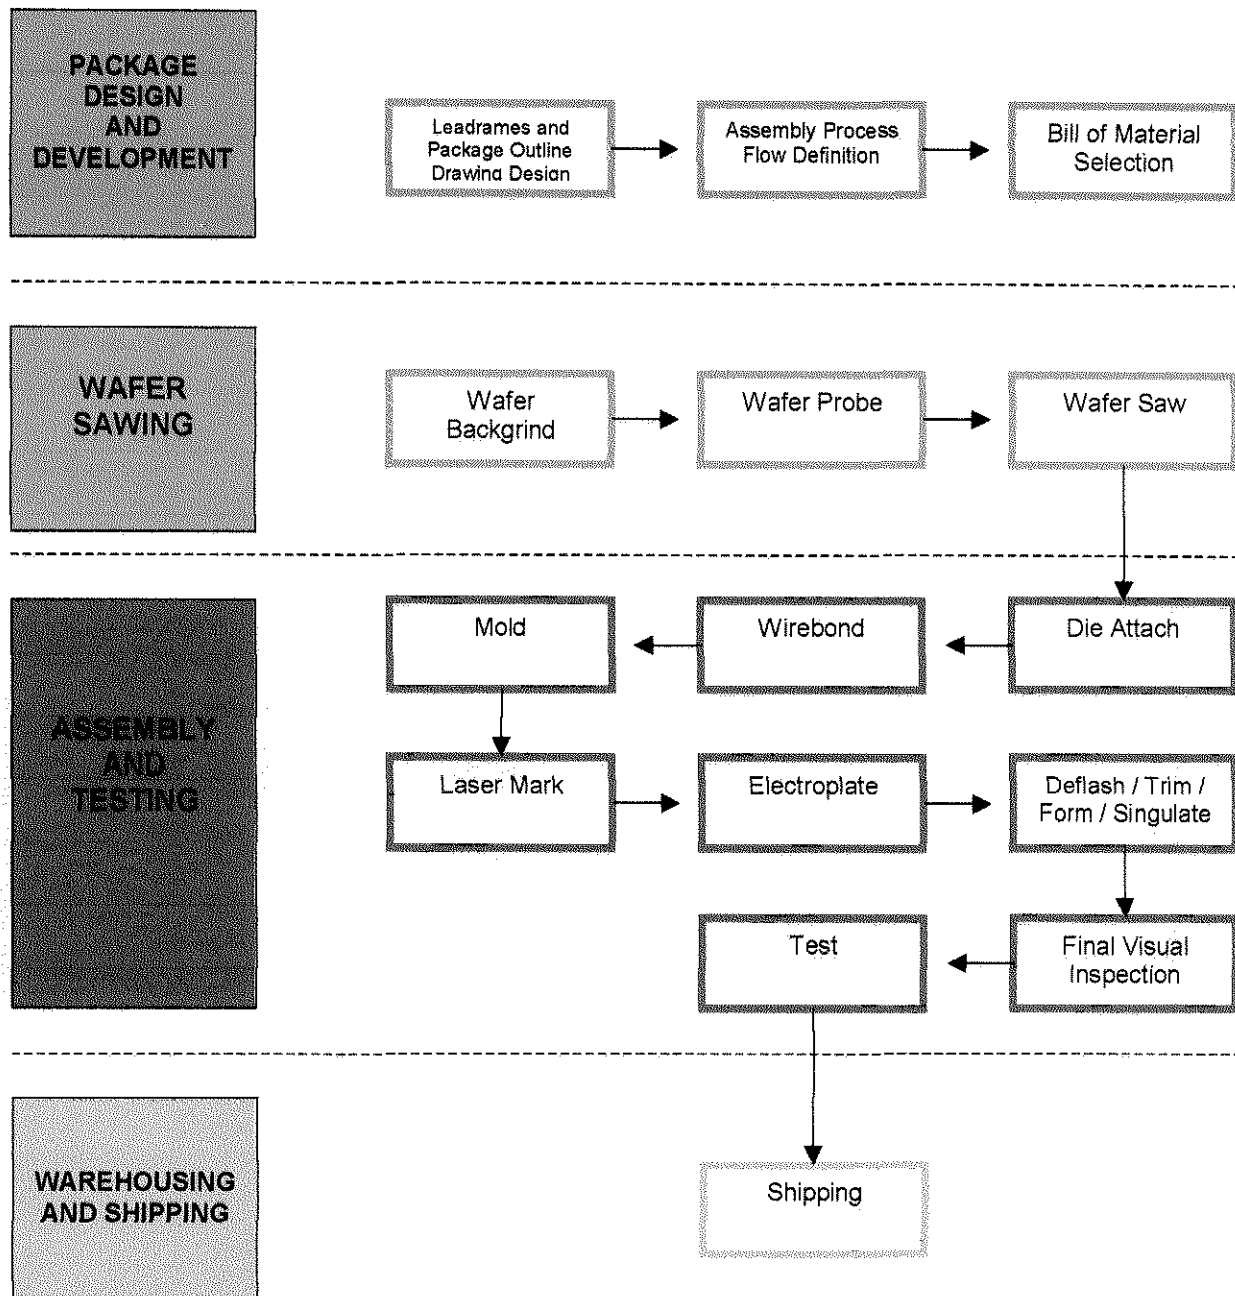 PACKAGE
DESIGN
AND
DEVELOPMENT
Leadrames and
Package Outline
Drawing Design
Assembly Process
Flow Definition
Bill of Material
Selection
WAFER
SAWING
Wafer
Backgrind
Wafer Probe
Wafer Saw
ASSEMBLY
AND
TESTING
Mold
Wirebond
Die Attach
Laser Mark
Electroplate
Deflash / Trim /
Form / Singulate
Test
Final Visual
Inspection
WAREHOUSING
AND SHIPPING
Shipping